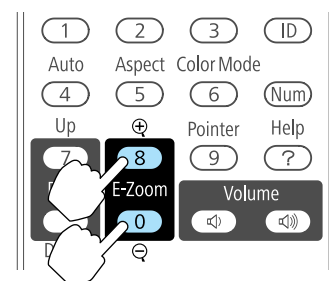 1 2 3 ID
Auto Aspect Color Mode
4 5 6 Num
Up Pointer Help
7 8 9 ?
E-Zoom Volume
0